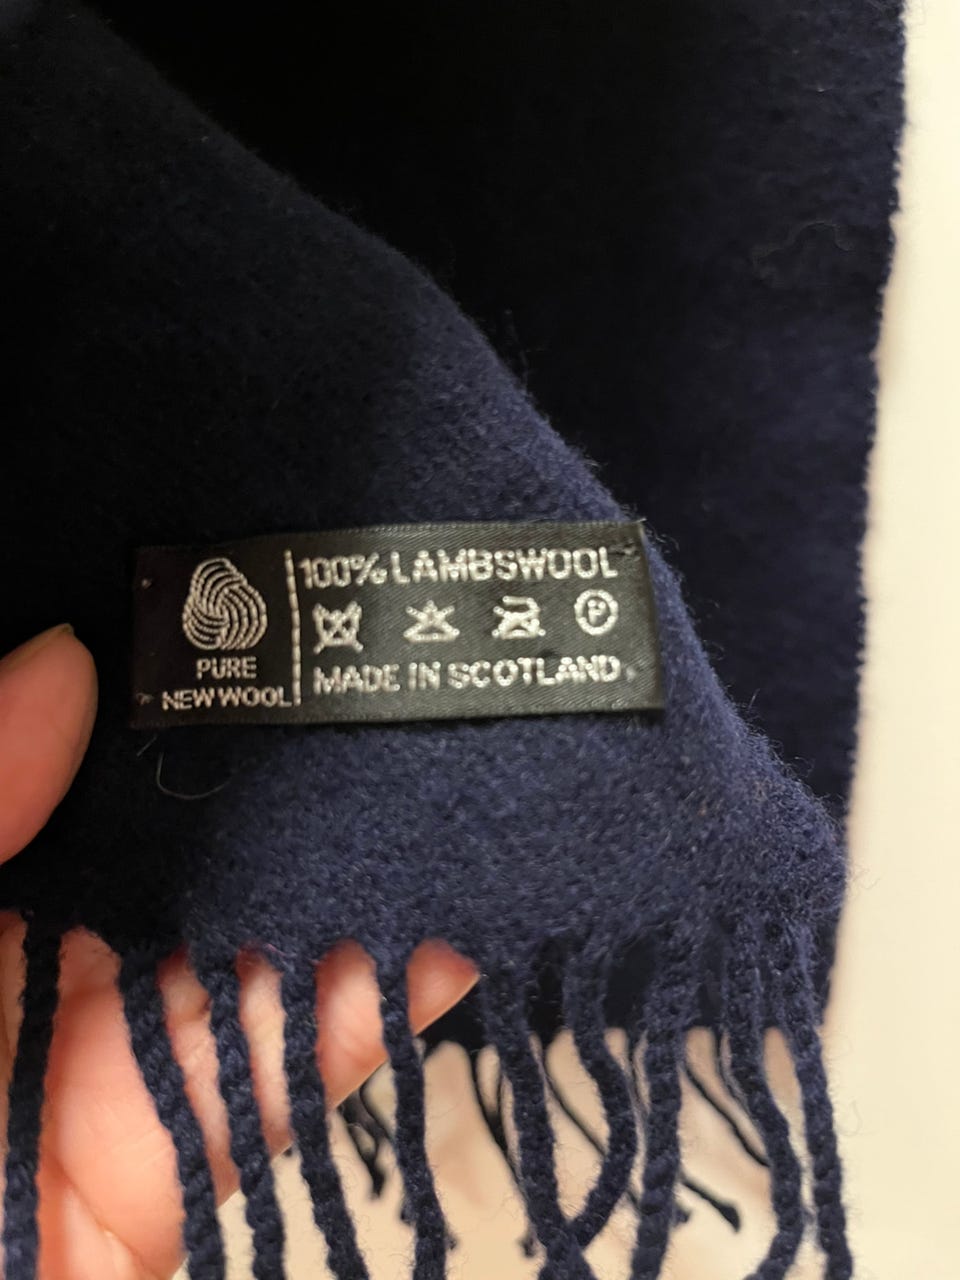 PURE
NEW WOOL
100% LAMBSWOOL
P
MADE IN SCOTLAND